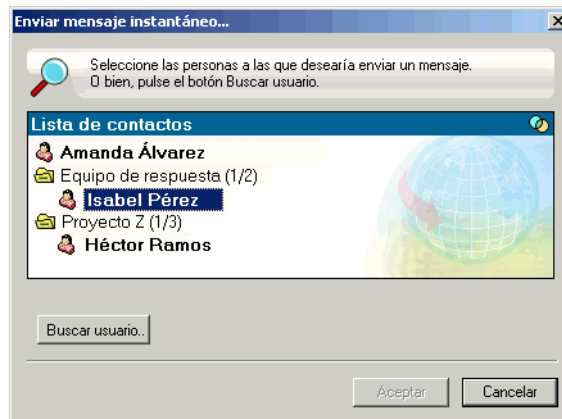 Enviar mensaje instantáneo...
Seleccione las personas a las que desearía enviar un mensaje.
O bien, pulse el botón Buscar usuario.
Lista de contactos
Amanda Álvarez
Equipo de respuesta (1/2)
Isabel Pérez
Proyecto Z (1/3)
Héctor Ramos
Buscar usuario..
Aceptar
Cancelar